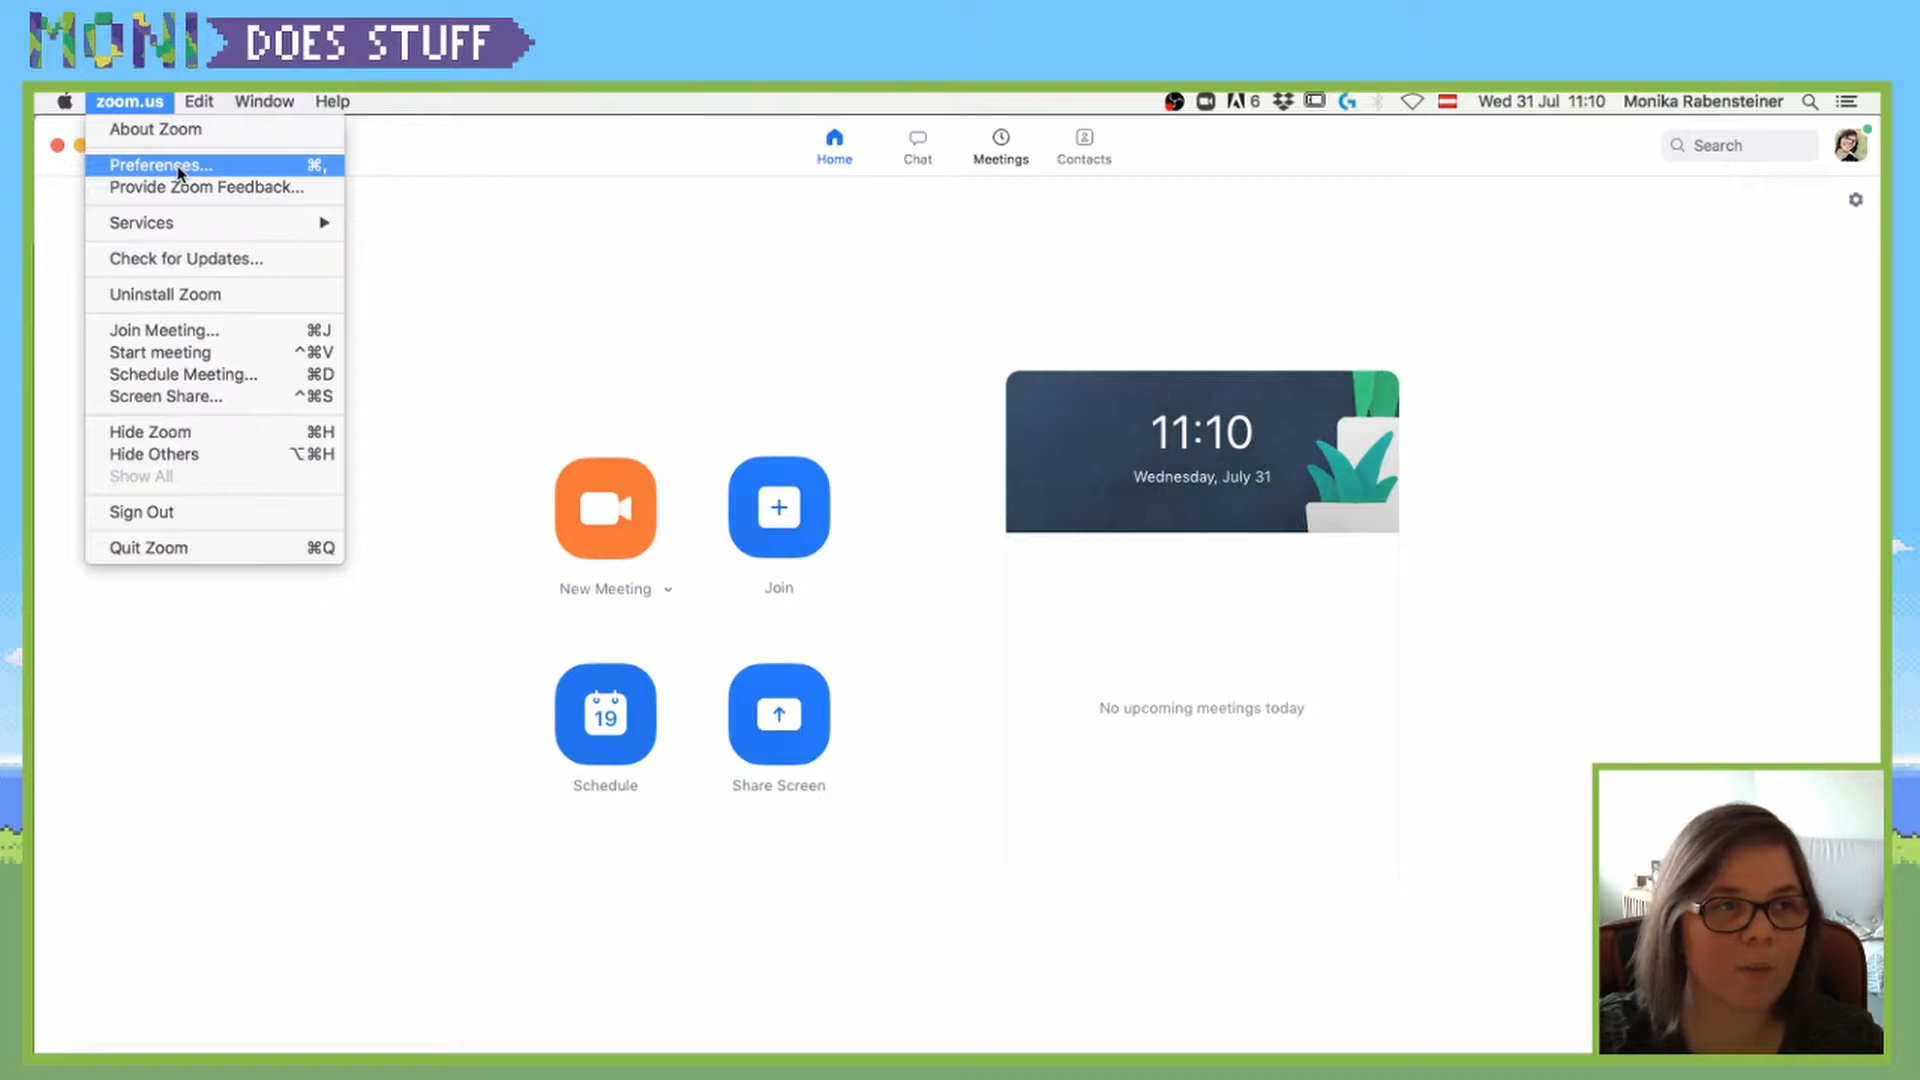 MONI DOES STUFF
zoom.us Edit Window Help
6 Wed 31 Jul 11:10 Monika Rabensteiner
About Zoom
Preferences... ⌘,
Provide Zoom Feedback...
Services
Check for Updates...
Uninstall Zoom
Join Meeting... ⌘J
Start meeting ^⌘V
Schedule Meeting... ⌘D
Screen Share... ^⌘S
Hide Zoom ⌘H
Hide Others ⌥⌘H
Show All
Sign Out
Quit Zoom ⌘Q
Home Chat Meetings Contacts
Search
11:10
Wednesday, July 31
New Meeting
Join
19
Schedule
Share Screen
No upcoming meetings today